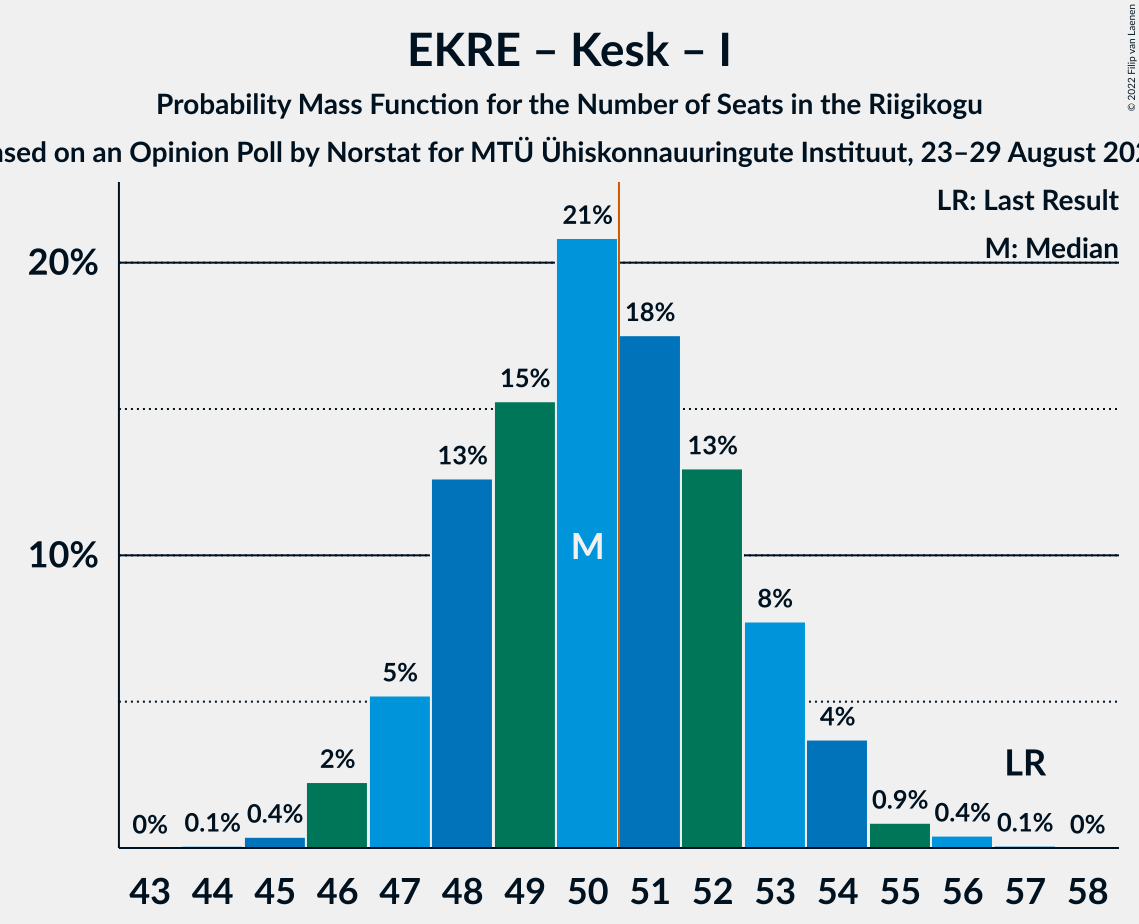 EKRE – Kesk – I
Probability Mass Function for the Number of Seats in the Riigikogu
on an Opinion Poll by Norstat for MTÜ Ühiskonnauuringute Instituut, 23–29 August
© 2022 Filip van Laenen
LR: Last Result
M: Median
20%
10%
0%
0.1%
0.4%
2%
5%
13%
15%
21%
18%
13%
8%
4%
0.9%
0.4%
0.1%
0%
M
LR
43 44 45 46 47 48 49 50 51 52 53 54 55 56 57 58